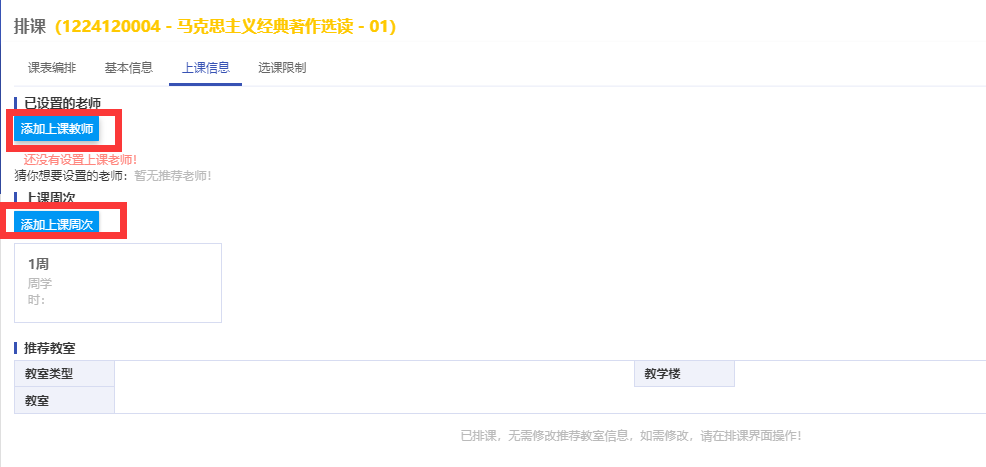 排课 (1224120004 - 马克思主义经典著作选读 - 01)
课表编排 基本信息 上课信息 选课限制
已设置的老师
添加上课教师
还没有设置上课老师！
猜你想要设置的老师：暂无推荐老师！
上课周次
添加上课周次
1周
周学
时：
推荐教室
教室类型 教学楼
教室
已排课，无需修改推荐教室信息，如需修改，请在排课界面操作！